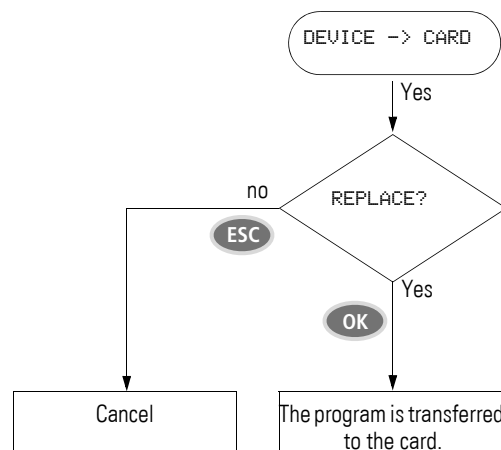 DEVICE -> CARD
Yes
no
REPLACE?
ESC
Yes
OK
Cancel
The program is transferred
to the card.